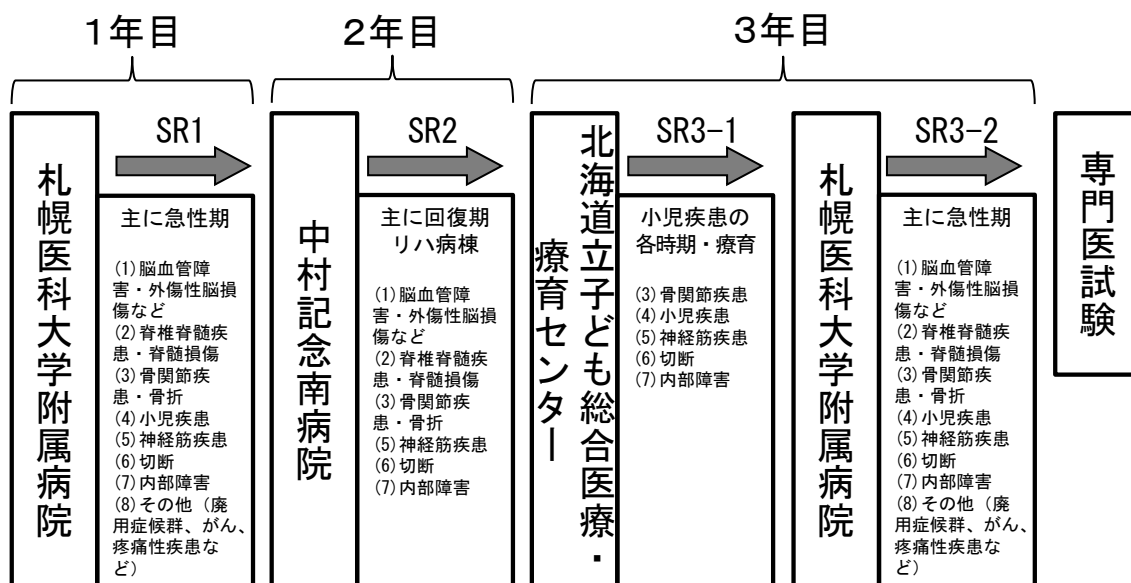 1年目
2年目
3年目
札幌医科大学附属病院
SR1
主に急性期
(1)脳血管障
害・外傷性脳損
傷など
(2)脊椎脊髄疾
患・脊髄損傷
(3)骨関節疾
患・骨折
(4)小児疾患
(5)神経筋疾患
(6)切断
(7)内部障害
(8)その他（廃
用症候群、がん、
疼痛性疾患な
ど）
中村記念南病院
SR2
主に回復期
リハ病棟
(1)脳血管障
害・外傷性脳損
傷など
(2)脊椎脊髄疾
患・脊髄損傷
(3)骨関節疾
患・骨折
(5)神経筋疾患
(6)切断
(7)内部障害
北海道立子ども総合医療・
療育センター
SR3-1
小児疾患の
各時期・療育
(3)骨関節疾患
(4)小児疾患
(5)神経筋疾患
(6)切断
(7)内部障害
札幌医科大学附属病院
SR3-2
主に急性期
(1)脳血管障
害・外傷性脳損
傷など
(2)脊椎脊髄疾
患・脊髄損傷
(3)骨関節疾
患・骨折
(4)小児疾患
(5)神経筋疾患
(6)切断
(7)内部障害
(8)その他（廃
用症候群、がん、
疼痛性疾患な
ど）
専門医試験